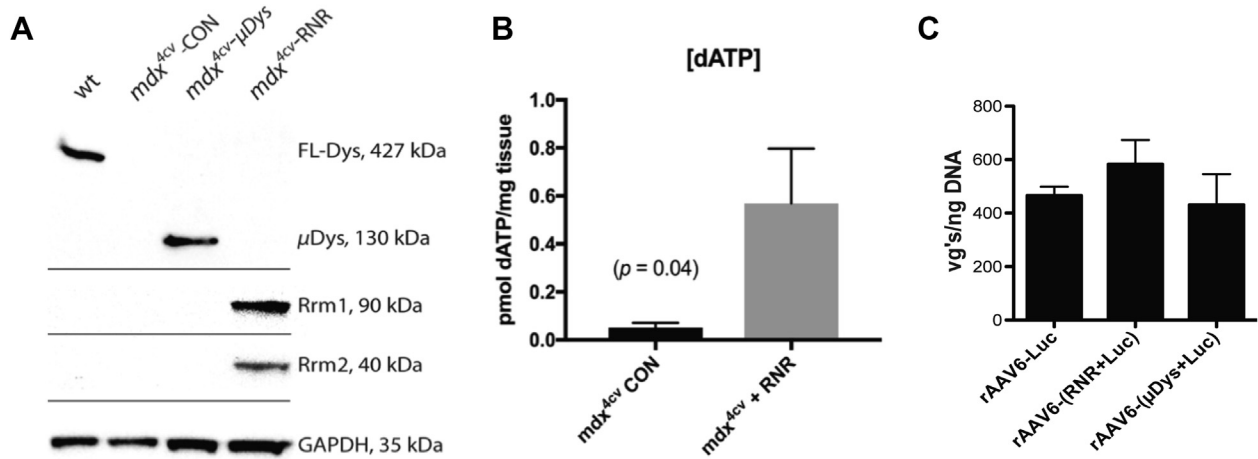 A
wt
mdx4cv-CON
mdx4cv-µDys
mdx4cv-RNR
FL-Dys, 427 kDa
µDys, 130 kDa
Rrm1, 90 kDa
Rrm2, 40 kDa
GAPDH, 35 kDa
B
[dATP]
pmol dATP/mg tissue
1.0
0.8
0.6
0.4
0.2
0.0
(p = 0.04)
mdx4cv CON
mdx4cv + RNR
C
vg's/ng DNA
800
600
400
200
0
rAAV6-Luc
rAAV6-(RNR+Luc)
rAAV6-(µDys+Luc)